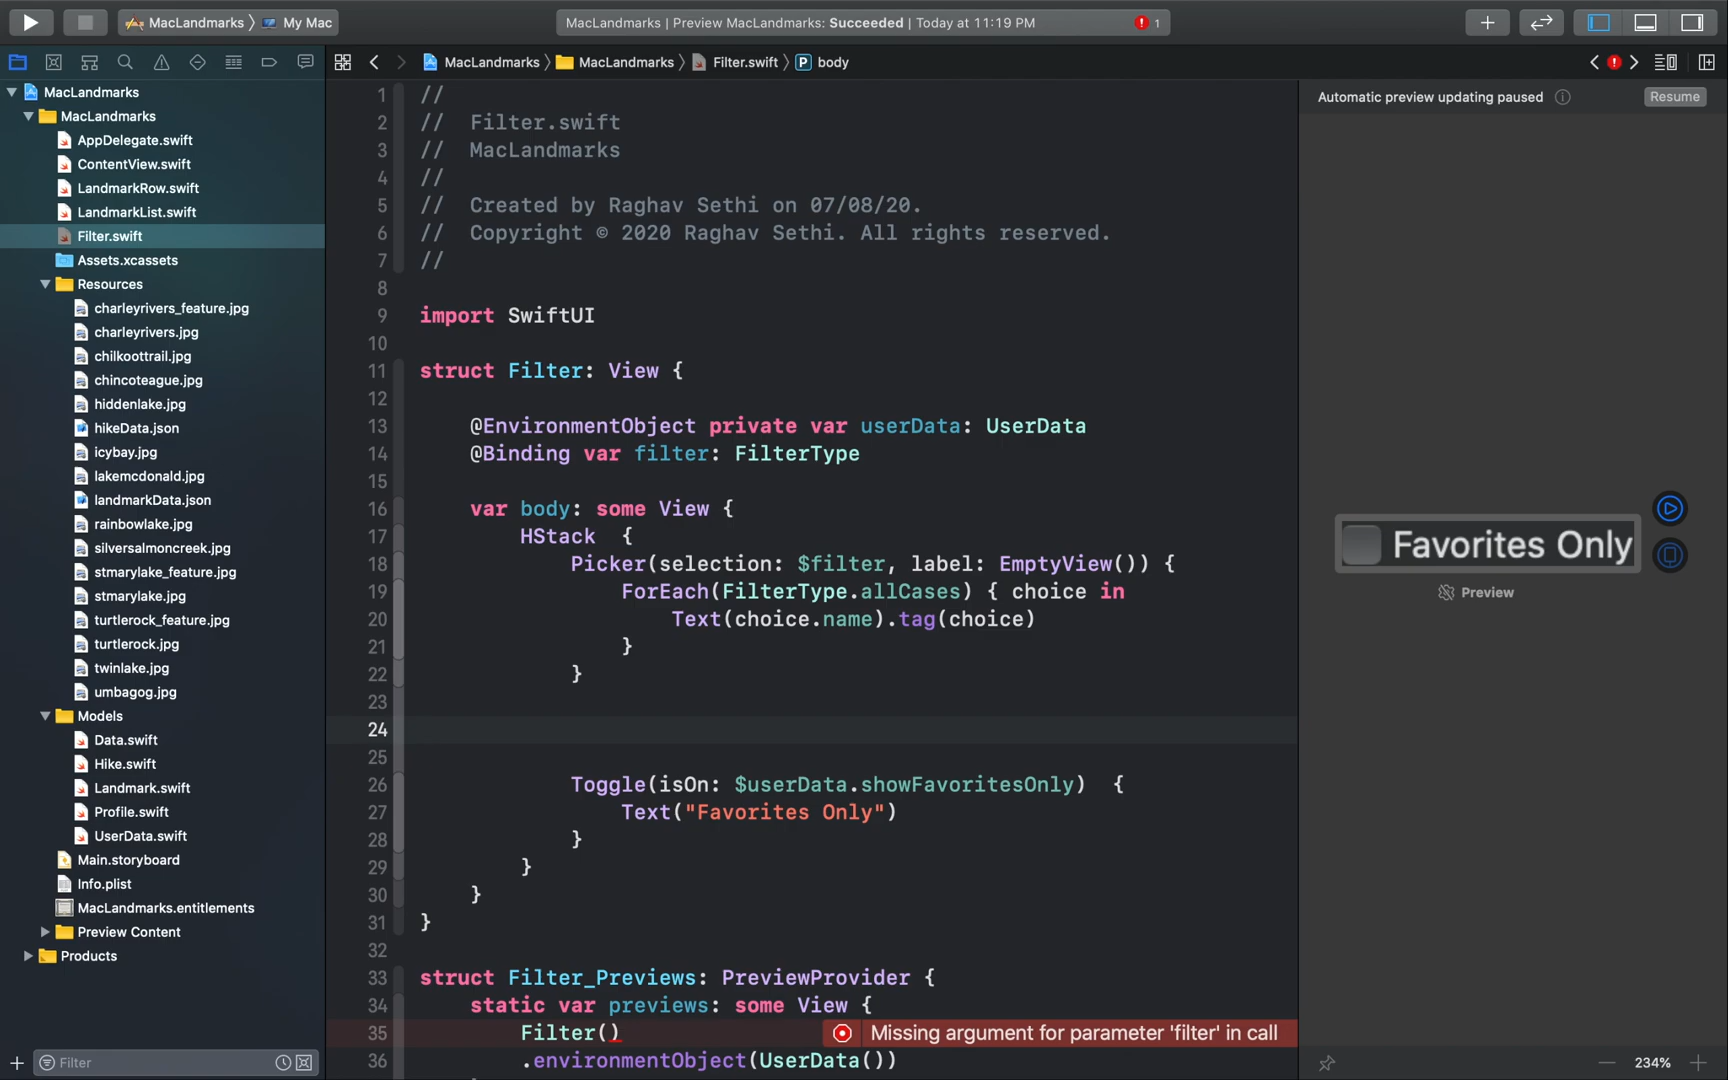 MacLandmarks 〉 My Mac
MacLandmarks | Preview MacLandmarks: Succeeded | Today at 11:19 PM
1
MacLandmarks 〉 MacLandmarks 〉 Filter.swift 〉 P body
MacLandmarks
MacLandmarks
AppDelegate.swift
ContentView.swift
LandmarkRow.swift
LandmarkList.swift
Filter.swift
Assets.xcassets
Resources
charleyrivers_feature.jpg
charleyrivers.jpg
chilkoottrail.jpg
chincoteague.jpg
hiddenlake.jpg
hikeData.json
icybay.jpg
lakemcdonald.jpg
landmarkData.json
rainbowlake.jpg
silversalmoncreek.jpg
stmarylake_feature.jpg
stmarylake.jpg
turtlerock_feature.jpg
turtlerock.jpg
twinlake.jpg
umbagog.jpg
Models
Data.swift
Hike.swift
Landmark.swift
Profile.swift
UserData.swift
Main.storyboard
Info.plist
MacLandmarks.entitlements
Preview Content
Products
Filter
1 //
2 //  Filter.swift
3 //  MacLandmarks
4 //
5 //  Created by Raghav Sethi on 07/08/20.
6 //  Copyright © 2020 Raghav Sethi. All rights reserved.
7 //
8
9 import SwiftUI
10
11 struct Filter: View {
12
13     @EnvironmentObject private var userData: UserData
14     @Binding var filter: FilterType
15
16     var body: some View {
17         HStack  {
18             Picker(selection: $filter, label: EmptyView()) {
19                 ForEach(FilterType.allCases) { choice in
20                     Text(choice.name).tag(choice)
21                 }
22             }
23
24
25
26             Toggle(isOn: $userData.showFavoritesOnly)  {
27                 Text("Favorites Only")
28             }
29         }
30     }
31 }
32
33 struct Filter_Previews: PreviewProvider {
34     static var previews: some View {
35         Filter() Missing argument for parameter 'filter' in call
36         .environmentObject(UserData())
Automatic preview updating paused
Resume
Favorites Only
Preview
234%